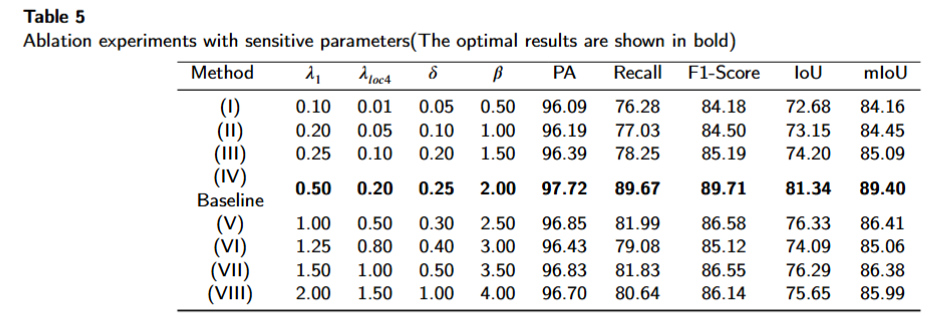 Table 5
Ablation experiments with sensitive parameters(The optimal results are shown in bold)
Method λ1 λloc4 δ β PA Recall F1-Score IoU mIoU
(I) 0.10 0.01 0.05 0.50 96.09 76.28 84.18 72.68 84.16
(II) 0.20 0.05 0.10 1.00 96.19 77.03 84.50 73.15 84.45
(III) 0.25 0.10 0.20 1.50 96.39 78.25 85.19 74.20 85.09
(IV)
Baseline 0.50 0.20 0.25 2.00 97.72 89.67 89.71 81.34 89.40
(V) 1.00 0.50 0.30 2.50 96.85 81.99 86.58 76.33 86.41
(VI) 1.25 0.80 0.40 3.00 96.43 79.08 85.12 74.09 85.06
(VII) 1.50 1.00 0.50 3.50 96.83 81.83 86.55 76.29 86.38
(VIII) 2.00 1.50 1.00 4.00 96.70 80.64 86.14 75.65 85.99